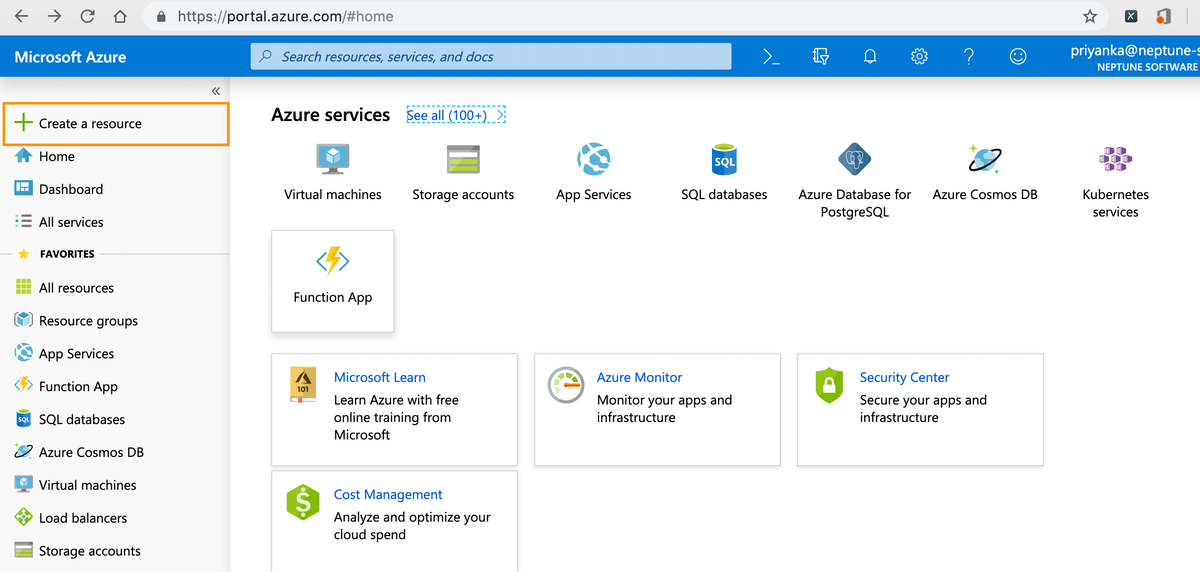 https://portal.azure.com/#home
Microsoft Azure
Search resources, services, and docs
priyanka@neptune-s
NEPTUNE SOFTWARE
Create a resource
Home
Dashboard
All services
FAVORITES
All resources
Resource groups
App Services
Function App
SQL databases
Azure Cosmos DB
Virtual machines
Load balancers
Storage accounts
Azure services
See all (100+)
Virtual machines
Storage accounts
App Services
SQL
SQL databases
Azure Database for
PostgreSQL
Azure Cosmos DB
Kubernetes
services
Function App
101
Microsoft Learn
Learn Azure with free
online training from
Microsoft
Azure Monitor
Monitor your apps and
infrastructure
Security Center
Secure your apps and
infrastructure
Cost Management
Analyze and optimize your
cloud spend